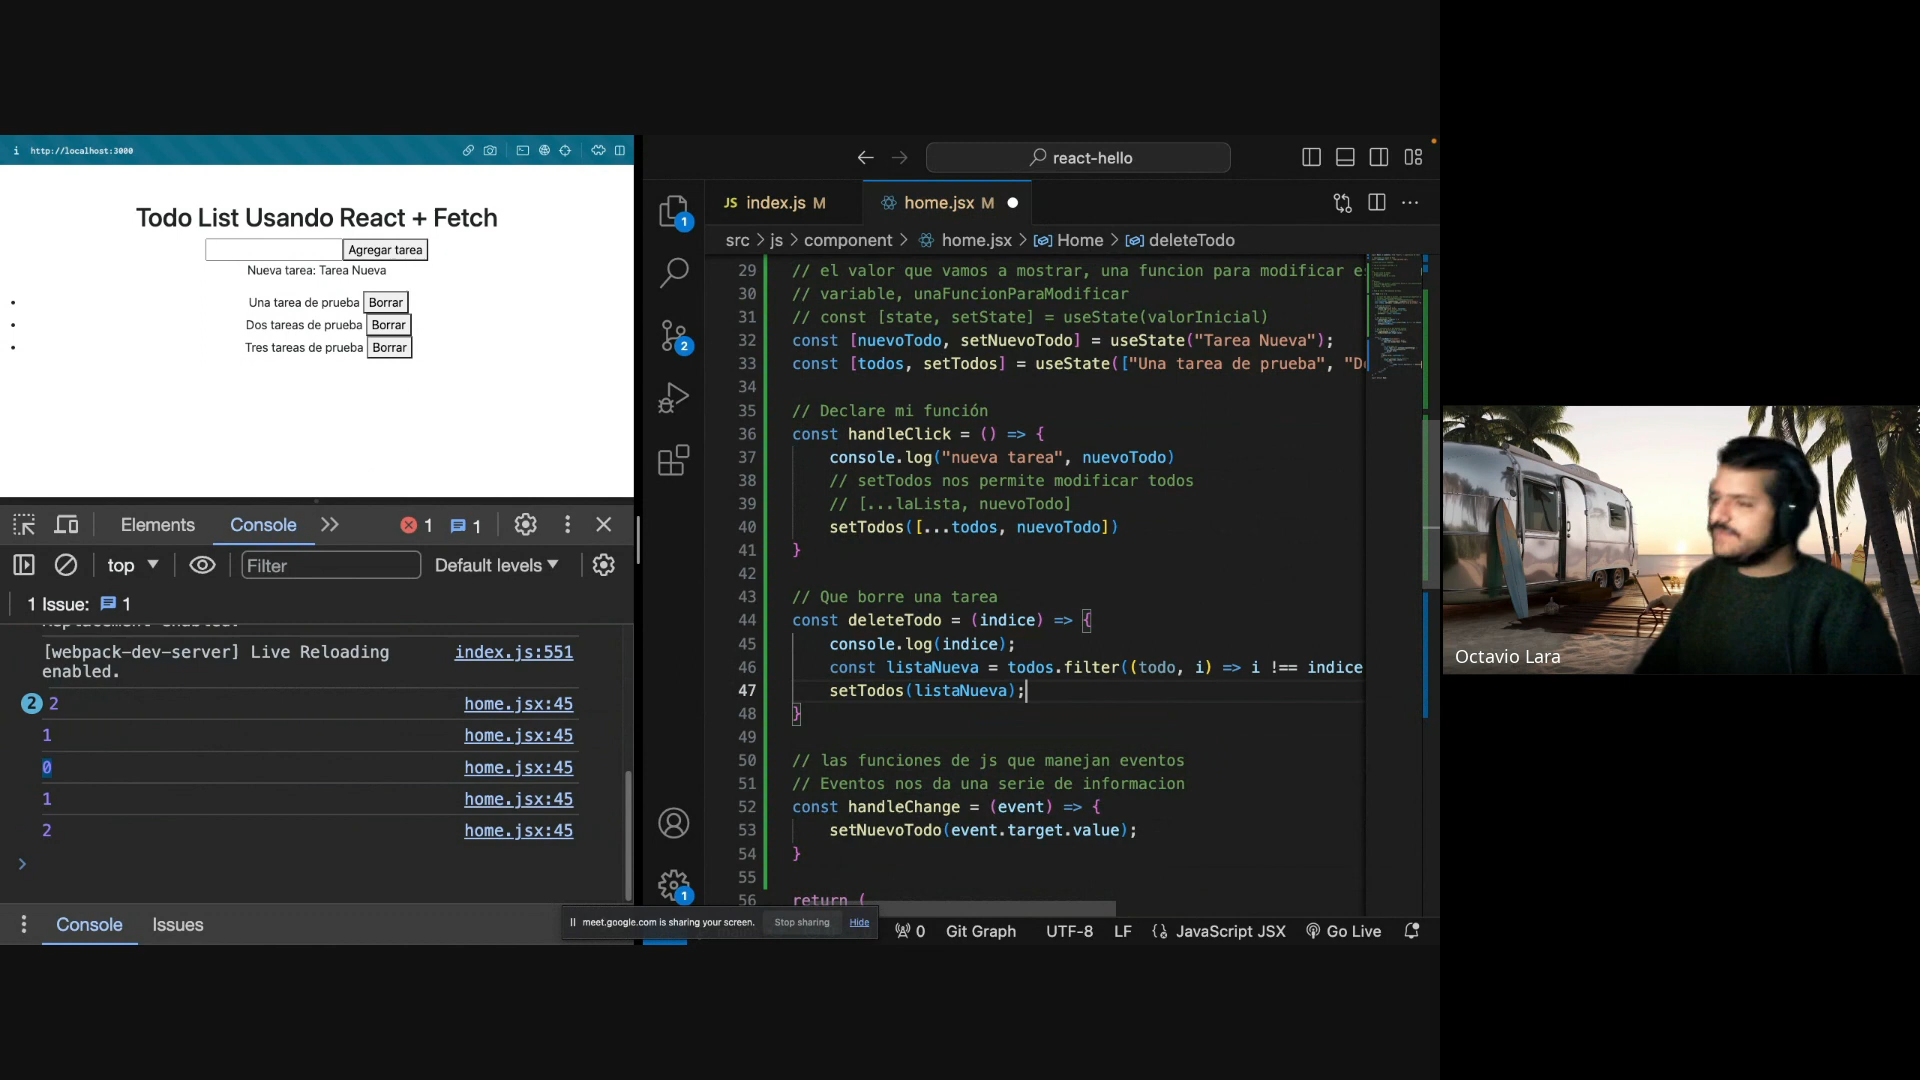 i http://localhost:3000
Todo List Usando React + Fetch
Agregar tarea
Nueva tarea: Tarea Nueva
Una tarea de prueba Borrar
Dos tareas de prueba Borrar
Tres tareas de prueba Borrar
Elements Console 1 1
top Filter Default levels
1 Issue: 1
[webpack-dev-server] Live Reloading enabled. index.js:551
2 2 home.jsx:45
1 home.jsx:45
0 home.jsx:45
1 home.jsx:45
2 home.jsx:45
>
Console Issues
meet.google.com is sharing your screen. Stop sharing Hide
react-hello
JS index.js M home.jsx M
src > js > component > home.jsx > Home > deleteTodo
1
2
1
29 // el valor que vamos a mostrar, una funcion para modificar
30 // variable, unaFuncionParaModificar
31 // const [state, setState] = useState(valorInicial)
32 const [nuevoTodo, setNuevoTodo] = useState("Tarea Nueva");
33 const [todos, setTodos] = useState(["Una tarea de prueba", "D
34
35 // Declare mi función
36 const handleClick = () => {
37 console.log("nueva tarea", nuevoTodo)
38 // setTodos nos permite modificar todos
39 // [...laLista, nuevoTodo]
40 setTodos([...todos, nuevoTodo])
41 }
42
43 // Que borre una tarea
44 const deleteTodo = (indice) => {
45 console.log(indice);
46 const listaNueva = todos.filter((todo, i) => i !== indice
47 setTodos(listaNueva);
48 }
49
50 // las funciones de js que manejan eventos
51 // Eventos nos da una serie de informacion
52 const handleChange = (event) => {
53 setNuevoTodo(event.target.value);
54 }
55
56 return (
0 Git Graph UTF-8 LF JavaScript JSX Go Live
Octavio Lara